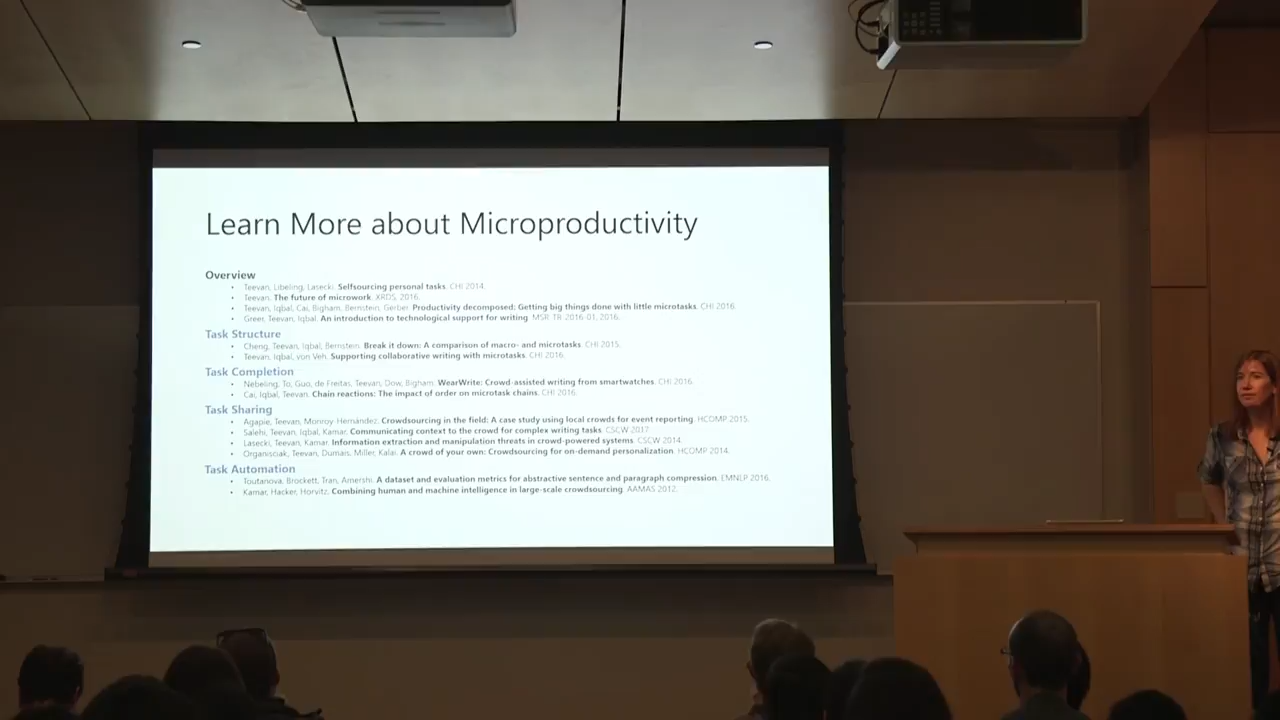 Learn More about Microproductivity
Overview
• Teevan, Libeling, Lasecki. Selfsourcing personal tasks. CHI 2014.
• Teevan. The future of microwork. XRDS, 2016.
• Teevan, Iqbal, Cai, Bigham, Bernstein, Gerber. Productivity decomposed: Getting big things done with little microtasks. CHI 2016.
• Greer, Teevan, Iqbal. An introduction to technological support for writing. MSR-TR-2016-01, 2016.
Task Structure
• Cheng, Teevan, Iqbal, Bernstein. Break it down: A comparison of macro- and microtasks. CHI 2015.
• Teevan, Iqbal, von Veh. Supporting collaborative writing with microtasks. CHI 2016.
Task Completion
• Nebeling, To, Guo, de Freitas, Teevan, Dow, Bigham. WearWrite: Crowd-assisted writing from smartwatches. CHI 2016.
• Cai, Iqbal, Teevan. Chain reactions: The impact of order on microtask chains. CHI 2016.
Task Sharing
• Agapie, Teevan, Monroy-Hernández. Crowdsourcing in the field: A case study using local crowds for event reporting. HCOMP 2015.
• Salehi, Teevan, Iqbal, Kamar. Communicating context to the crowd for complex writing tasks. CSCW 2017.
• Lasecki, Teevan, Kamar. Information extraction and manipulation threats in crowd-powered systems. CSCW 2014.
• Organisciak, Teevan, Dumais, Miller, Kalai. A crowd of your own: Crowdsourcing for on-demand personalization. HCOMP 2014.
Task Automation
• Toutanova, Brockett, Tran, Amershi. A dataset and evaluation metrics for abstractive sentence and paragraph compression. EMNLP 2016.
• Kamar, Hacker, Horvitz. Combining human and machine intelligence in large-scale crowdsourcing. AAMAS 2012.